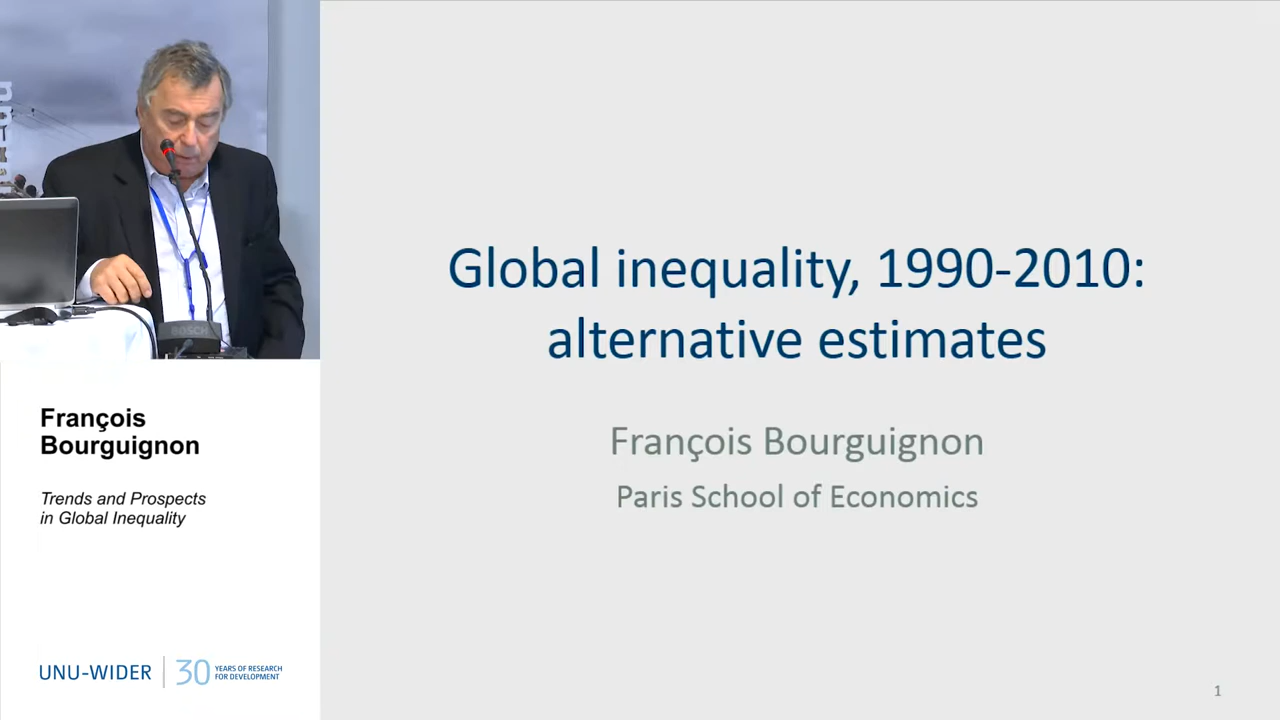 François
Bourguignon
Trends and Prospects
in Global Inequality
UNU-WIDER
30
YEARS OF RESEARCH
FOR DEVELOPMENT
Global inequality, 1990-2010:
alternative estimates
François Bourguignon
Paris School of Economics
1
BOSCH